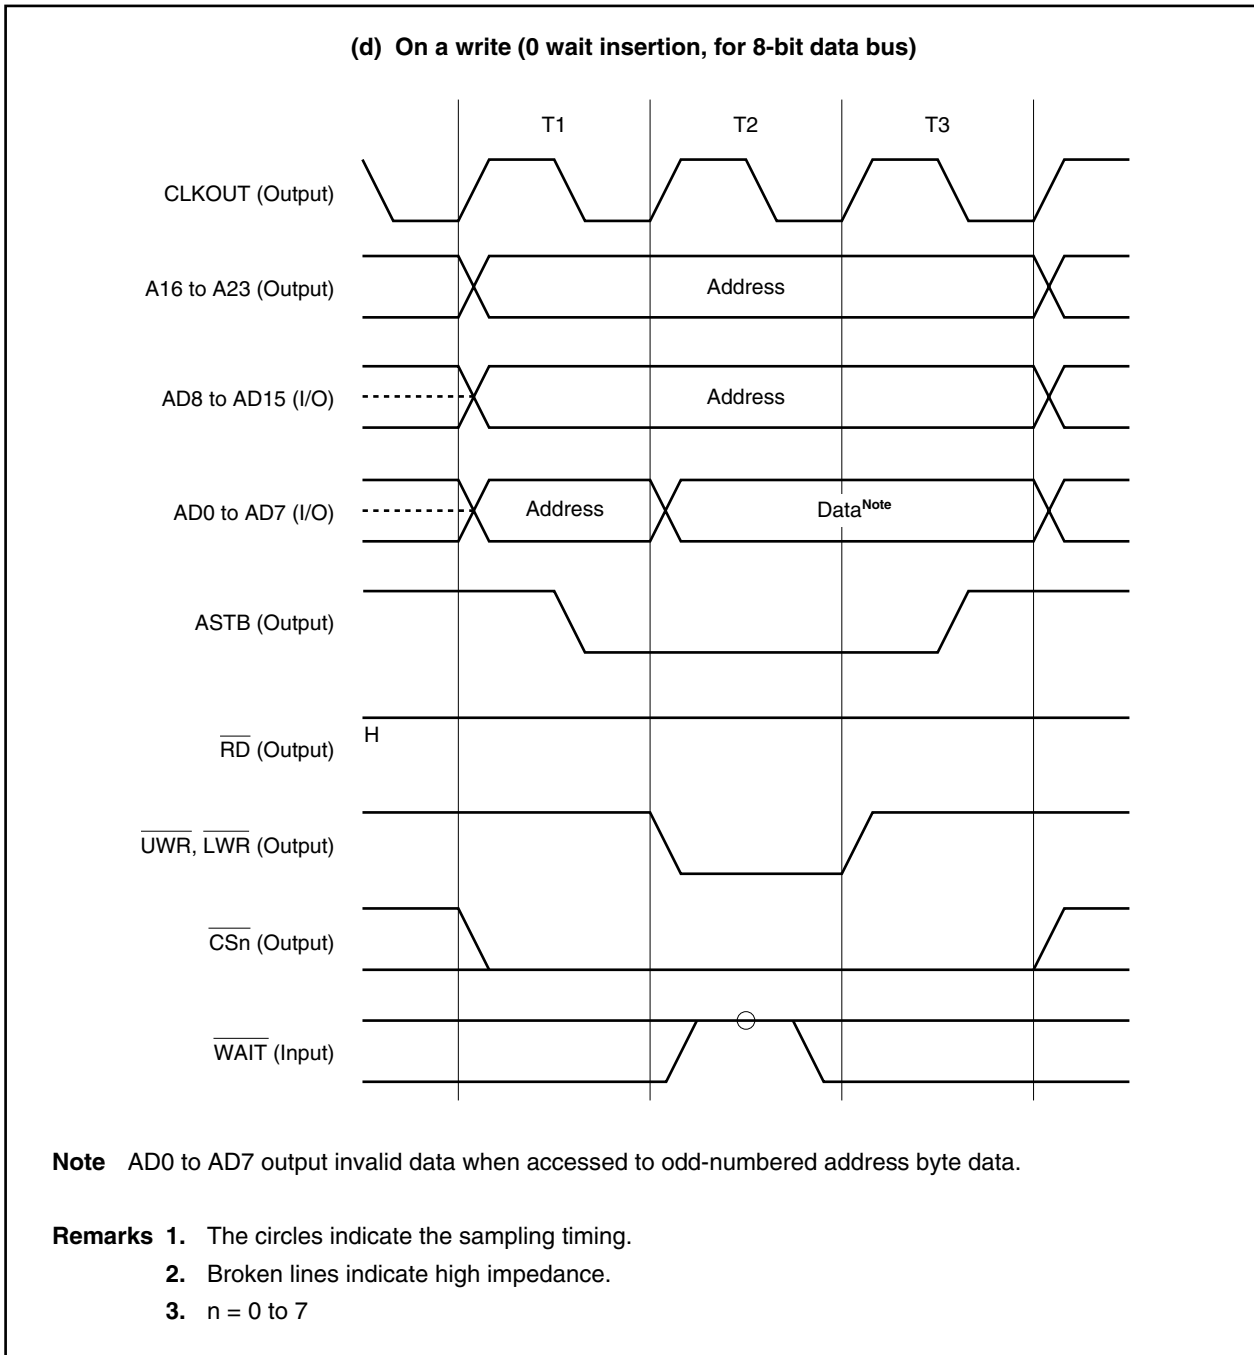 (d) On a write (0 wait insertion, for 8-bit data bus)
T1 T2 T3
CLKOUT (Output)
A16 to A23 (Output) Address
AD8 to AD15 (I/O) Address
AD0 to AD7 (I/O) Address DataNote
ASTB (Output)
H
RD (Output)
UWR, LWR (Output)
CSn (Output)
WAIT (Input)
Note AD0 to AD7 output invalid data when accessed to odd-numbered address byte data.
Remarks 1. The circles indicate the sampling timing.
2. Broken lines indicate high impedance.
3. n = 0 to 7